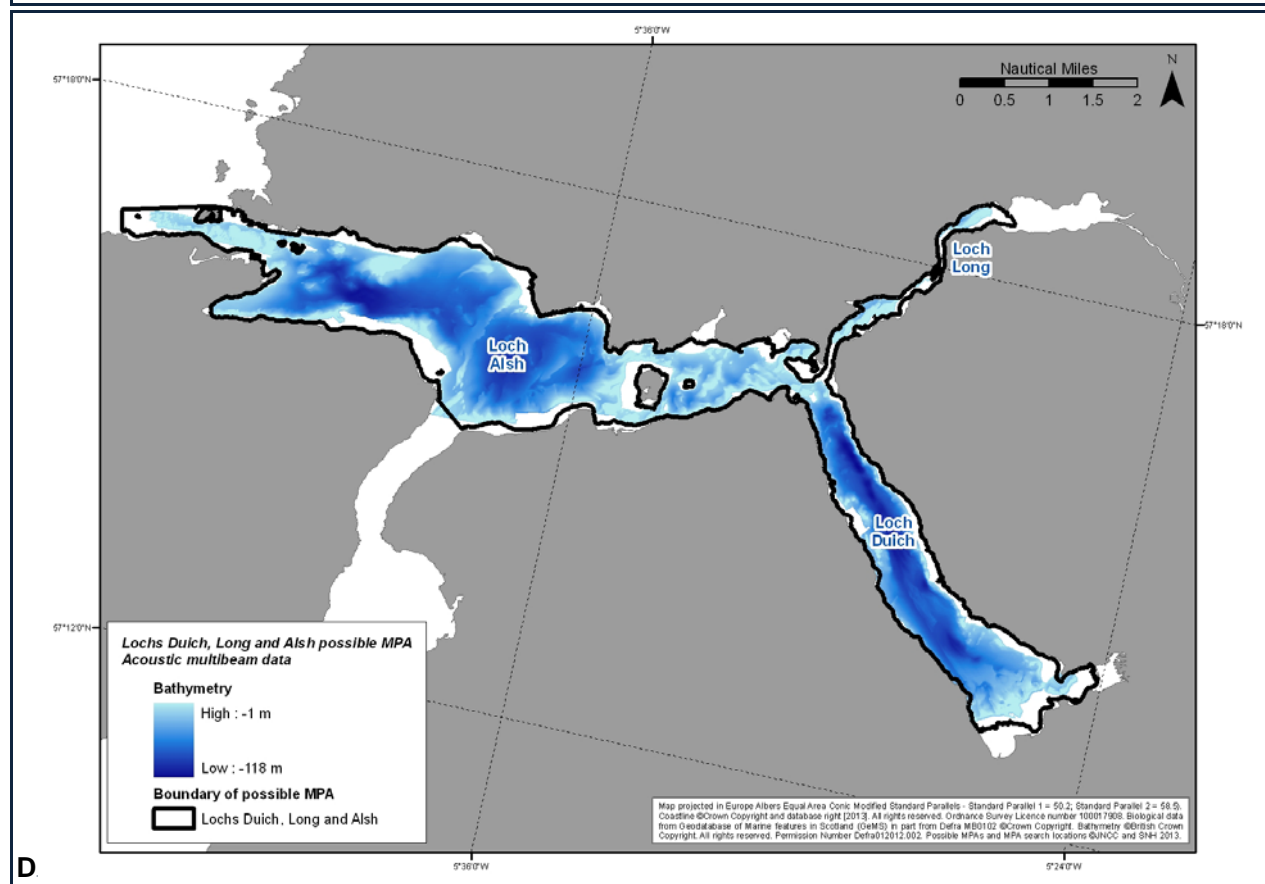 5°36'0"W
57°18'0"N
N
Nautical Miles
0 0.5 1 1.5 2
Loch
Long
57°18'0"N
Loch
Alsh
Loch
Duich
57°12'0"N
Lochs Duich, Long and Alsh possible MPA
Acoustic multibeam data
Bathymetry
High : -1 m
Low : -118 m
Boundary of possible MPA
Lochs Duich, Long and Alsh
Map projected in Europe Albers Equal Area Conic Modified Standard Parallels - Standard Parallel 1 = 50.2; Standard Parallel 2 = 58.5).
Coastline ©Crown Copyright and database right [2013]. All rights reserved. Ordnance Survey Licence number 100017908. Biological data
from Geodatabase of Marine features in Scotland (GeMS) in part from Defra MB0102 ©Crown Copyright. Bathymetry ©British Crown
Copyright. All rights reserved. Permission Number Defra012012.002. Possible MPAs and MPA search locations ©JNCC and SNH 2013.
D
5°36'0"W
5°24'0"W